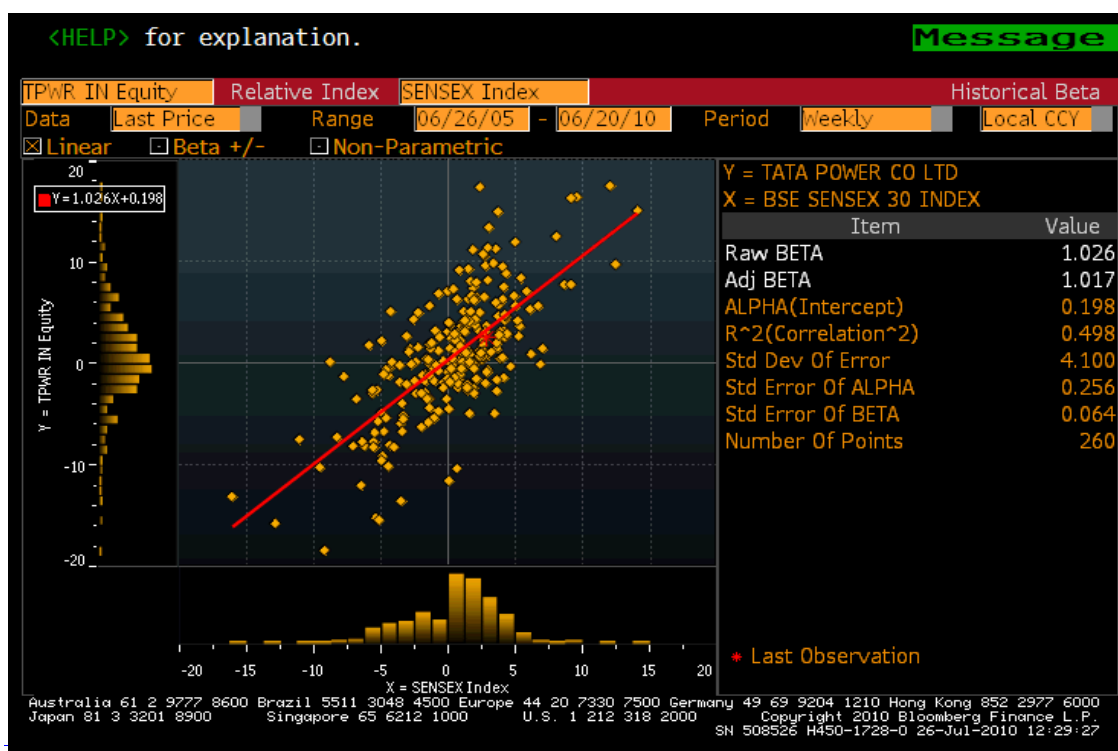 <HELP> for explanation.
Message
TPWR IN Equity Relative Index SENSEX Index Historical Beta
Data Last Price Range 06/26/05 - 06/20/10 Period Weekly Local CCY
Linear Beta +/- Non-Parametric
Y = TATA POWER CO LTD
X = BSE SENSEX 30 INDEX
Item Value
Raw BETA 1.026
Adj BETA 1.017
ALPHA(Intercept) 0.198
R^2(Correlation^2) 0.498
Std Dev Of Error 4.100
Std Error Of ALPHA 0.256
Std Error Of BETA 0.064
Number Of Points 260
* Last Observation
Y=1.026X+0.198
20
10
0
-10
-20
Y = TPWR IN Equity
-20 -15 -10 -5 0 5 10 15 20
X = SENSEX Index
Australia 61 2 9777 8600 Brazil 5511 3048 4500 Europe 44 20 7330 7500 Germany 49 69 9204 1210 Hong Kong 852 2977 6000
Japan 81 3 3201 8900 Singapore 65 6212 1000 U.S. 1 212 318 2000 Copyright 2010 Bloomberg Finance L.P.
SN 508526 H450-1728-0 26-Jul-2010 12:29:27